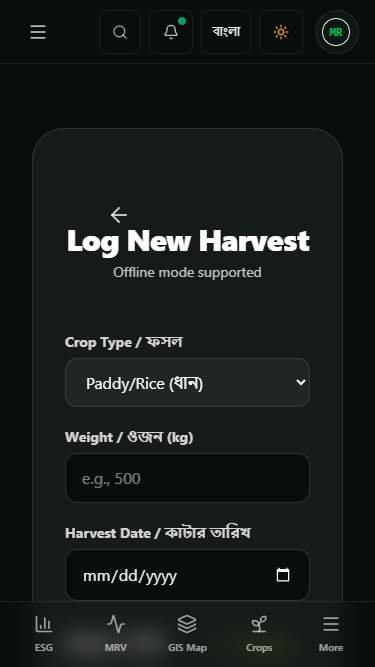 বাংলা
MR
Log New Harvest
Offline mode supported
Crop Type / ফসল
Paddy/Rice (ধান)
Weight / ওজন (kg)
e.g., 500
Harvest Date / কাটার তারিখ
mm/dd/yyyy
ESG
MRV
GIS Map
Crops
More